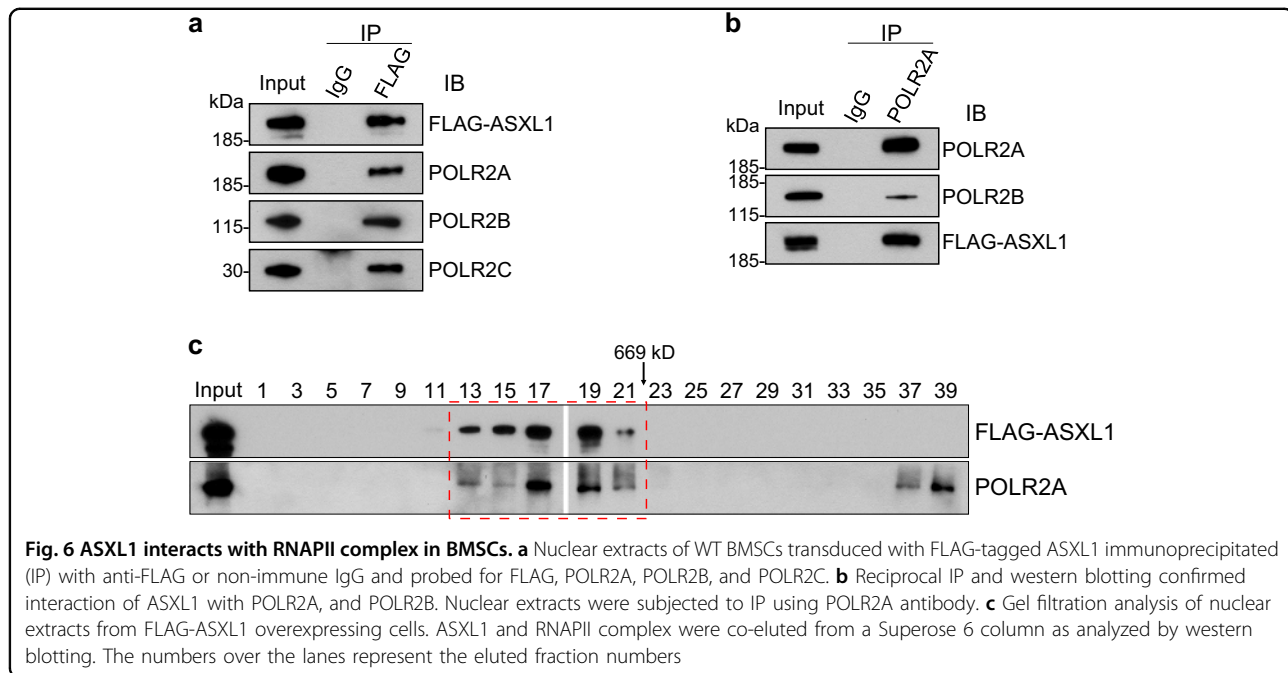 a
IP
Input IgG FLAG IB
kDa
185- FLAG-ASXL1
185- POLR2A
115- POLR2B
30- POLR2C
b
IP
Input IgG POLR2A IB
kDa
185- POLR2A
185-
115- POLR2B
185- FLAG-ASXL1
c
669 kD
Input 1 3 5 7 9 11 13 15 17 19 21 23 25 27 29 31 33 35 37 39
FLAG-ASXL1
POLR2A
Fig. 6 ASXL1 interacts with RNAPII complex in BMSCs. a Nuclear extracts of WT BMSCs transduced with FLAG-tagged ASXL1 immunoprecipitated
(IP) with anti-FLAG or non-immune IgG and probed for FLAG, POLR2A, POLR2B, and POLR2C. b Reciprocal IP and western blotting confirmed
interaction of ASXL1 with POLR2A, and POLR2B. Nuclear extracts were subjected to IP using POLR2A antibody. c Gel filtration analysis of nuclear
extracts from FLAG-ASXL1 overexpressing cells. ASXL1 and RNAPII complex were co-eluted from a Superose 6 column as analyzed by western
blotting. The numbers over the lanes represent the eluted fraction numbers